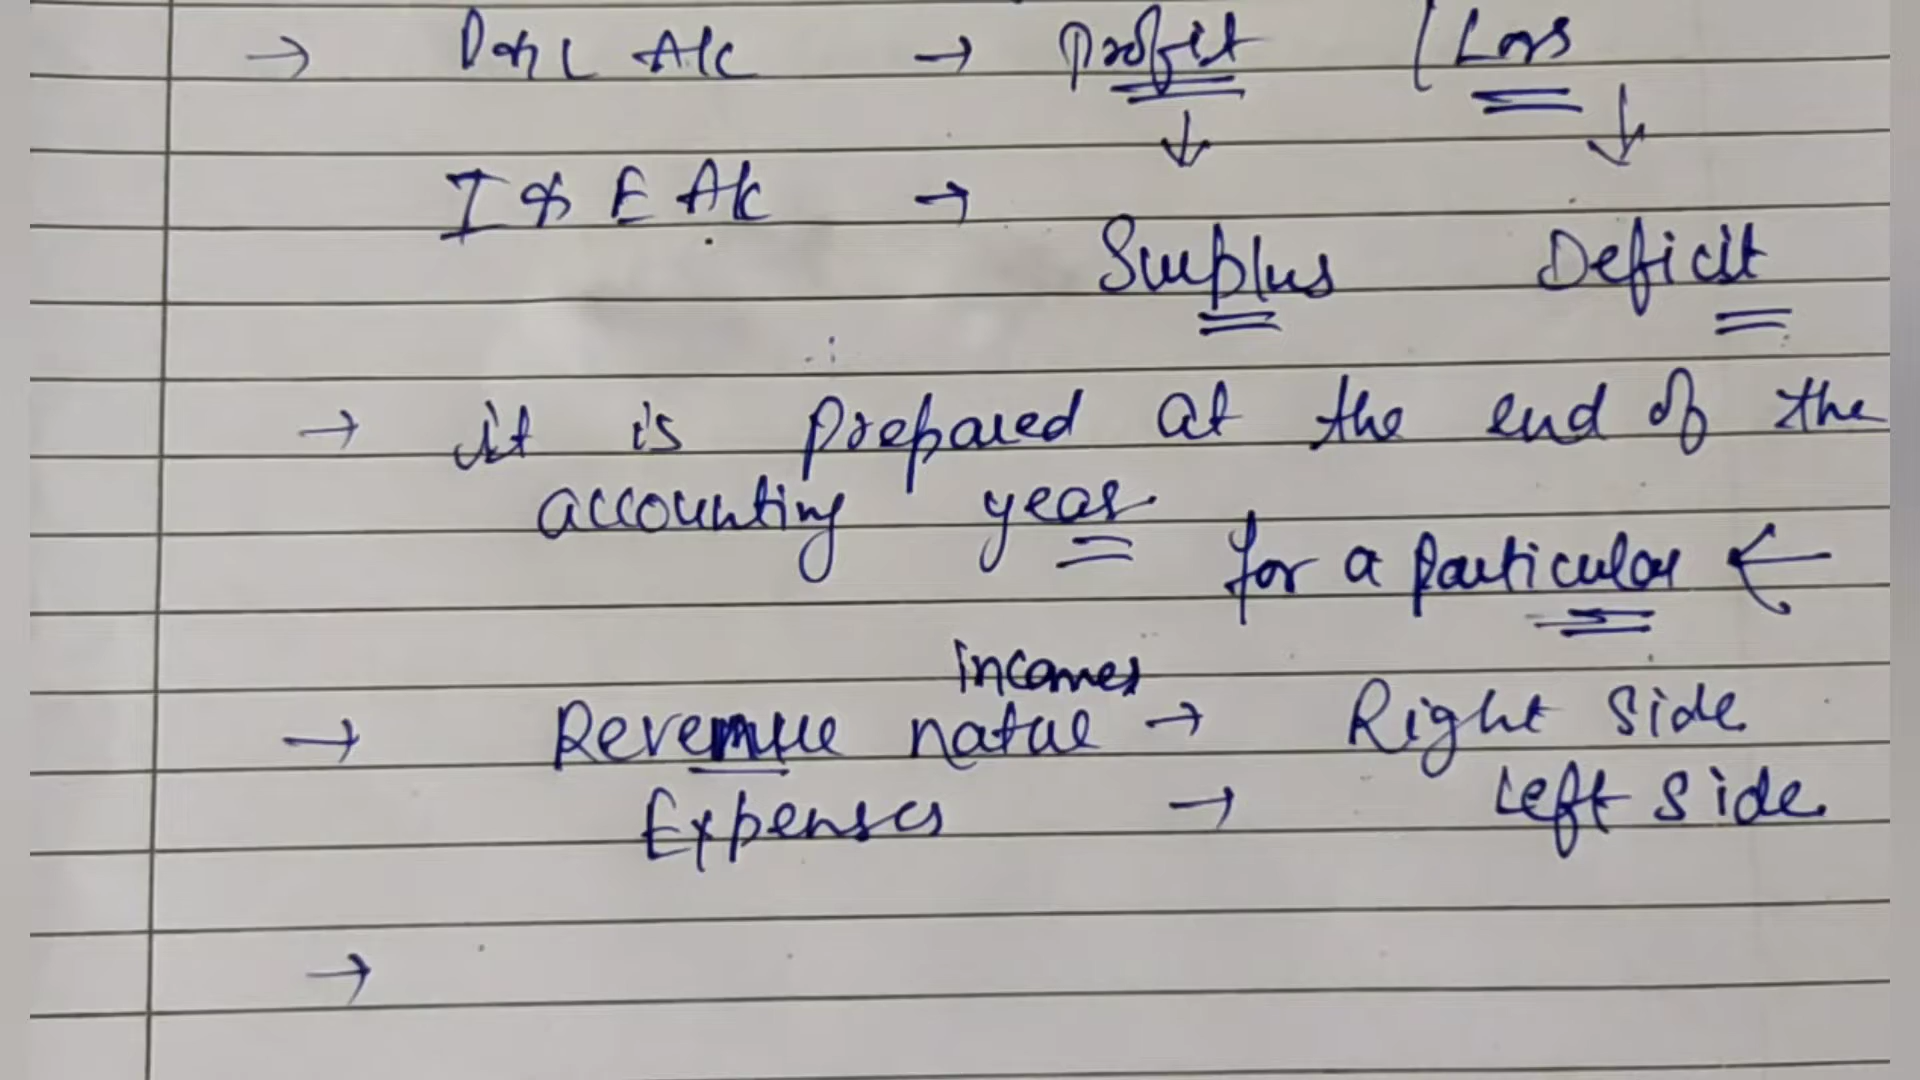 → P & L A/c → Profit / Loss
↓ ↓
I & E A/c →
Surplus Deficit
→ it is prepared at the end of the
accounting year
for a particular ←
incomes
→ Revenue nature → Right Side
Expenses → Left Side
→